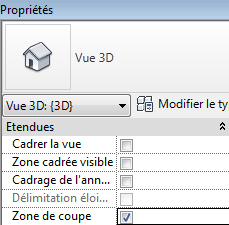 Propriétés
Vue 3D
Vue 3D: {3D}
Modifier le ty
Etendues
Cadrer la vue
Zone cadrée visible
Cadrage de l'ann...
Délimitation éloi...
Zone de coupe